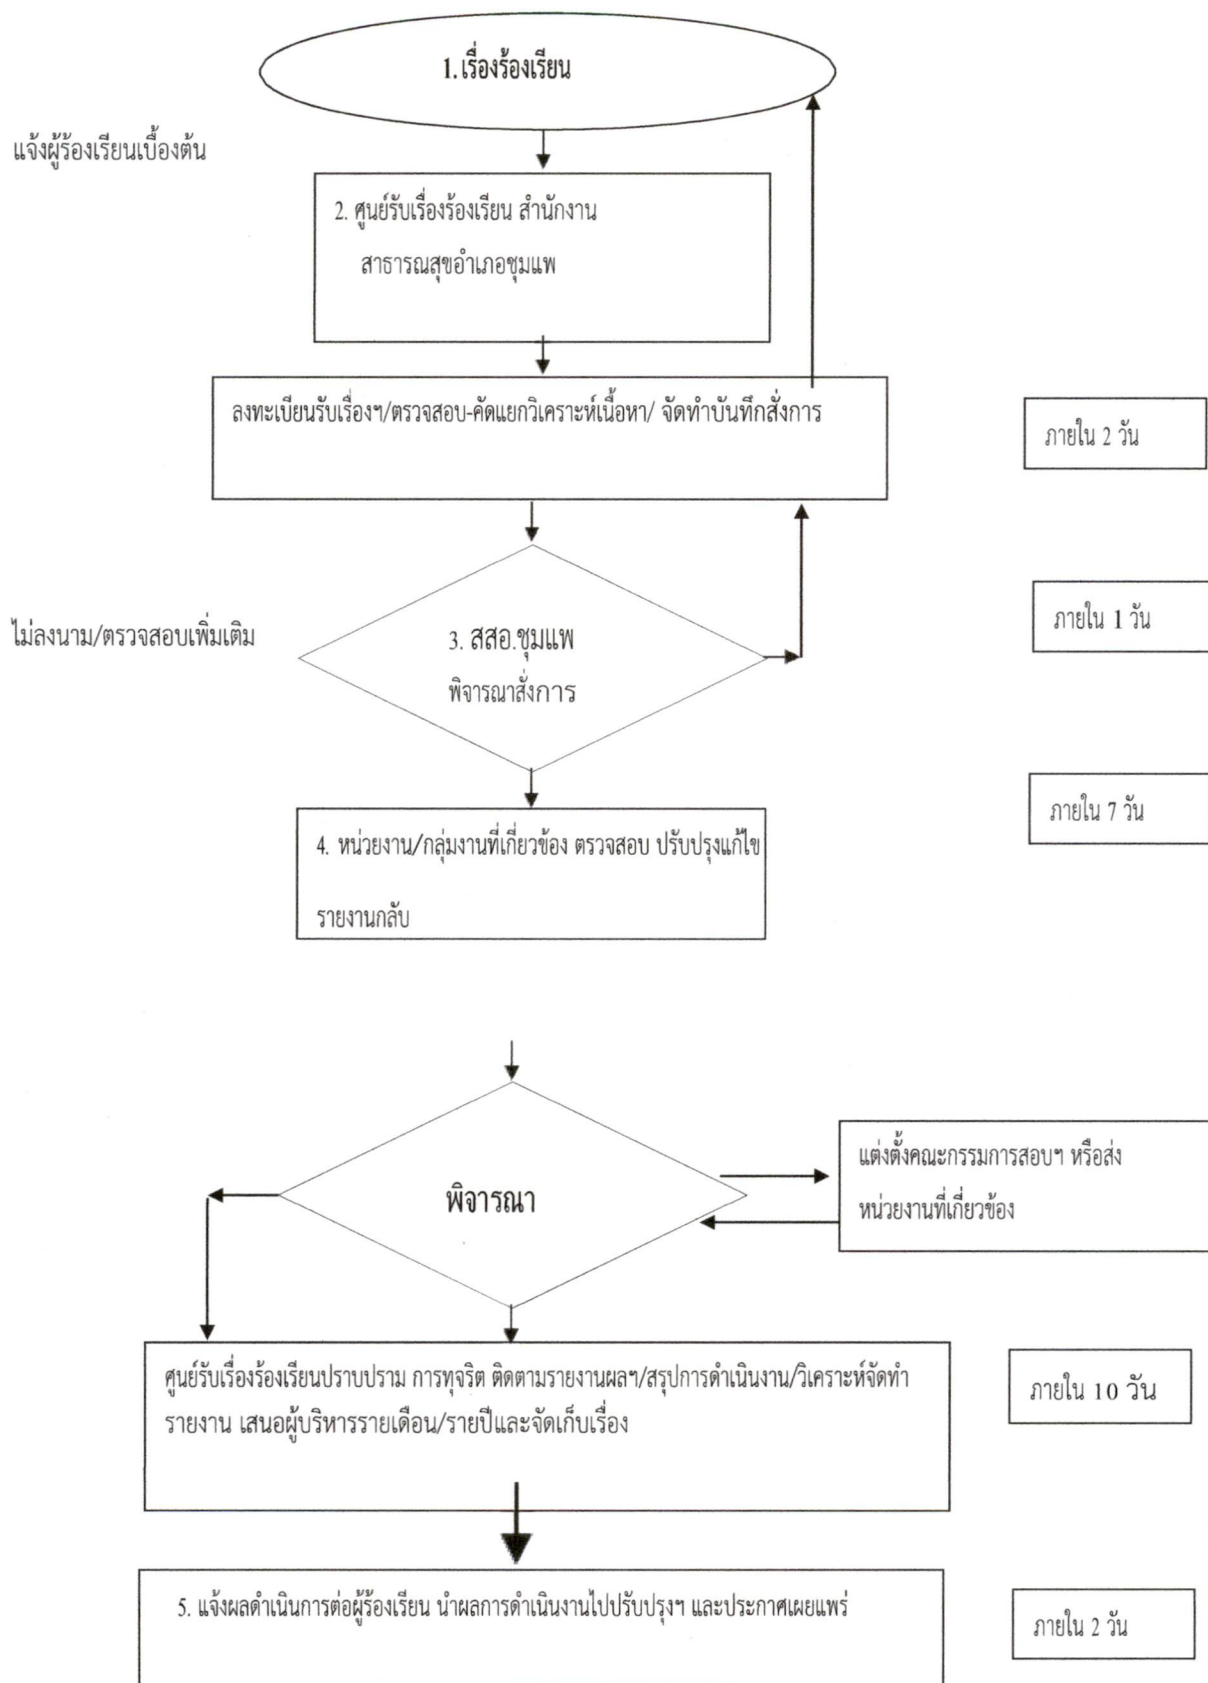 1. เรื่องร้องเรียน
แจ้งผู้ร้องเรียนเบื้องต้น
2. ศูนย์รับเรื่องร้องเรียน สำนักงาน
สาธารณสุขอำเภอชุมแพ
ลงทะเบียนรับเรื่องฯ/ตรวจสอบ-คัดแยกวิเคราะห์เนื้อหา/ จัดทำบันทึกสั่งการ
ภายใน 2 วัน
ไม่ลงนาม/ตรวจสอบเพิ่มเติม
3. สสอ.ชุมแพ
พิจารณาสั่งการ
ภายใน 1 วัน
4. หน่วยงาน/กลุ่มงานที่เกี่ยวข้อง ตรวจสอบ ปรับปรุงแก้ไข
รายงานกลับ
ภายใน 7 วัน
พิจารณา
แต่งตั้งคณะกรรมการสอบฯ หรือส่ง
หน่วยงานที่เกี่ยวข้อง
ศูนย์รับเรื่องร้องเรียนปราบปราม การทุจริต ติดตามรายงานผลฯ/สรุปการดำเนินงาน/วิเคราะห์จัดทำ
รายงาน เสนอผู้บริหารรายเดือน/รายปีและจัดเก็บเรื่อง
ภายใน 10 วัน
5. แจ้งผลดำเนินการต่อผู้ร้องเรียน นำผลการดำเนินงานไปปรับปรุงฯ และประกาศเผยแพร่
ภายใน 2 วัน